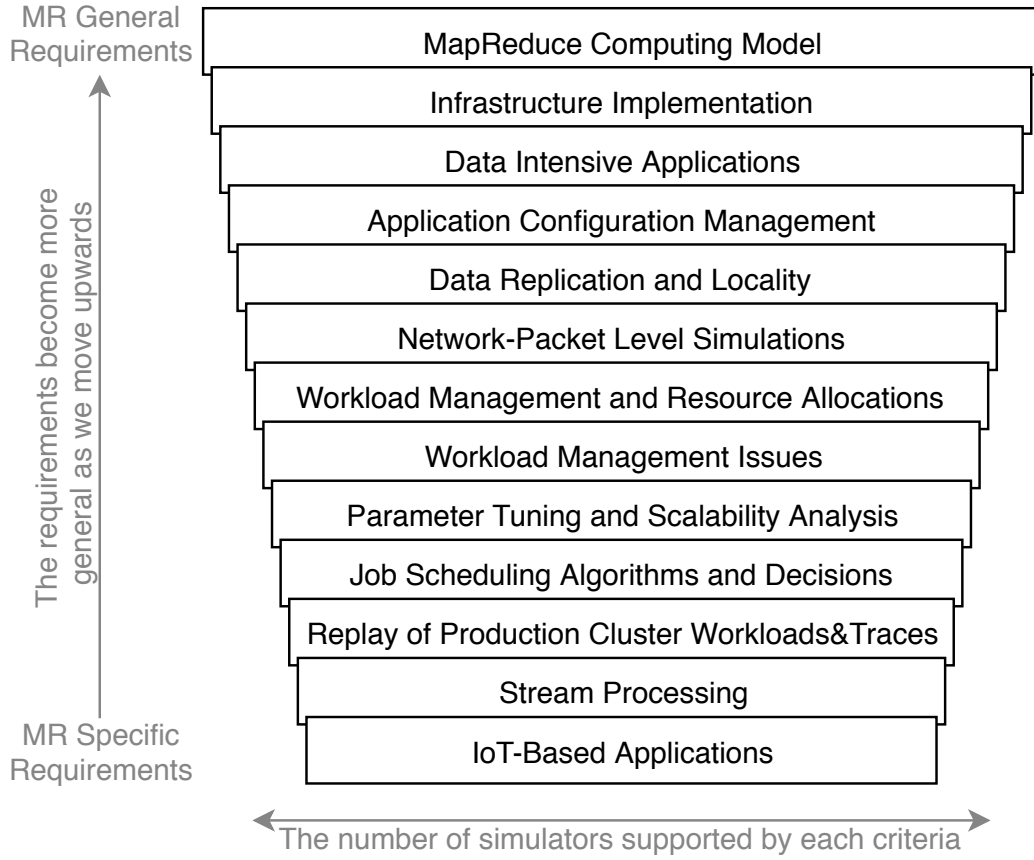 MR General
Requirements
MapReduce Computing Model
Infrastructure Implementation
Data Intensive Applications
Application Configuration Management
Data Replication and Locality
Network-Packet Level Simulations
Workload Management and Resource Allocations
Workload Management Issues
Parameter Tuning and Scalability Analysis
Job Scheduling Algorithms and Decisions
Replay of Production Cluster Workloads&Traces
Stream Processing
IoT-Based Applications
The requirements become more
general as we move upwards
MR Specific
Requirements
The number of simulators supported by each criteria